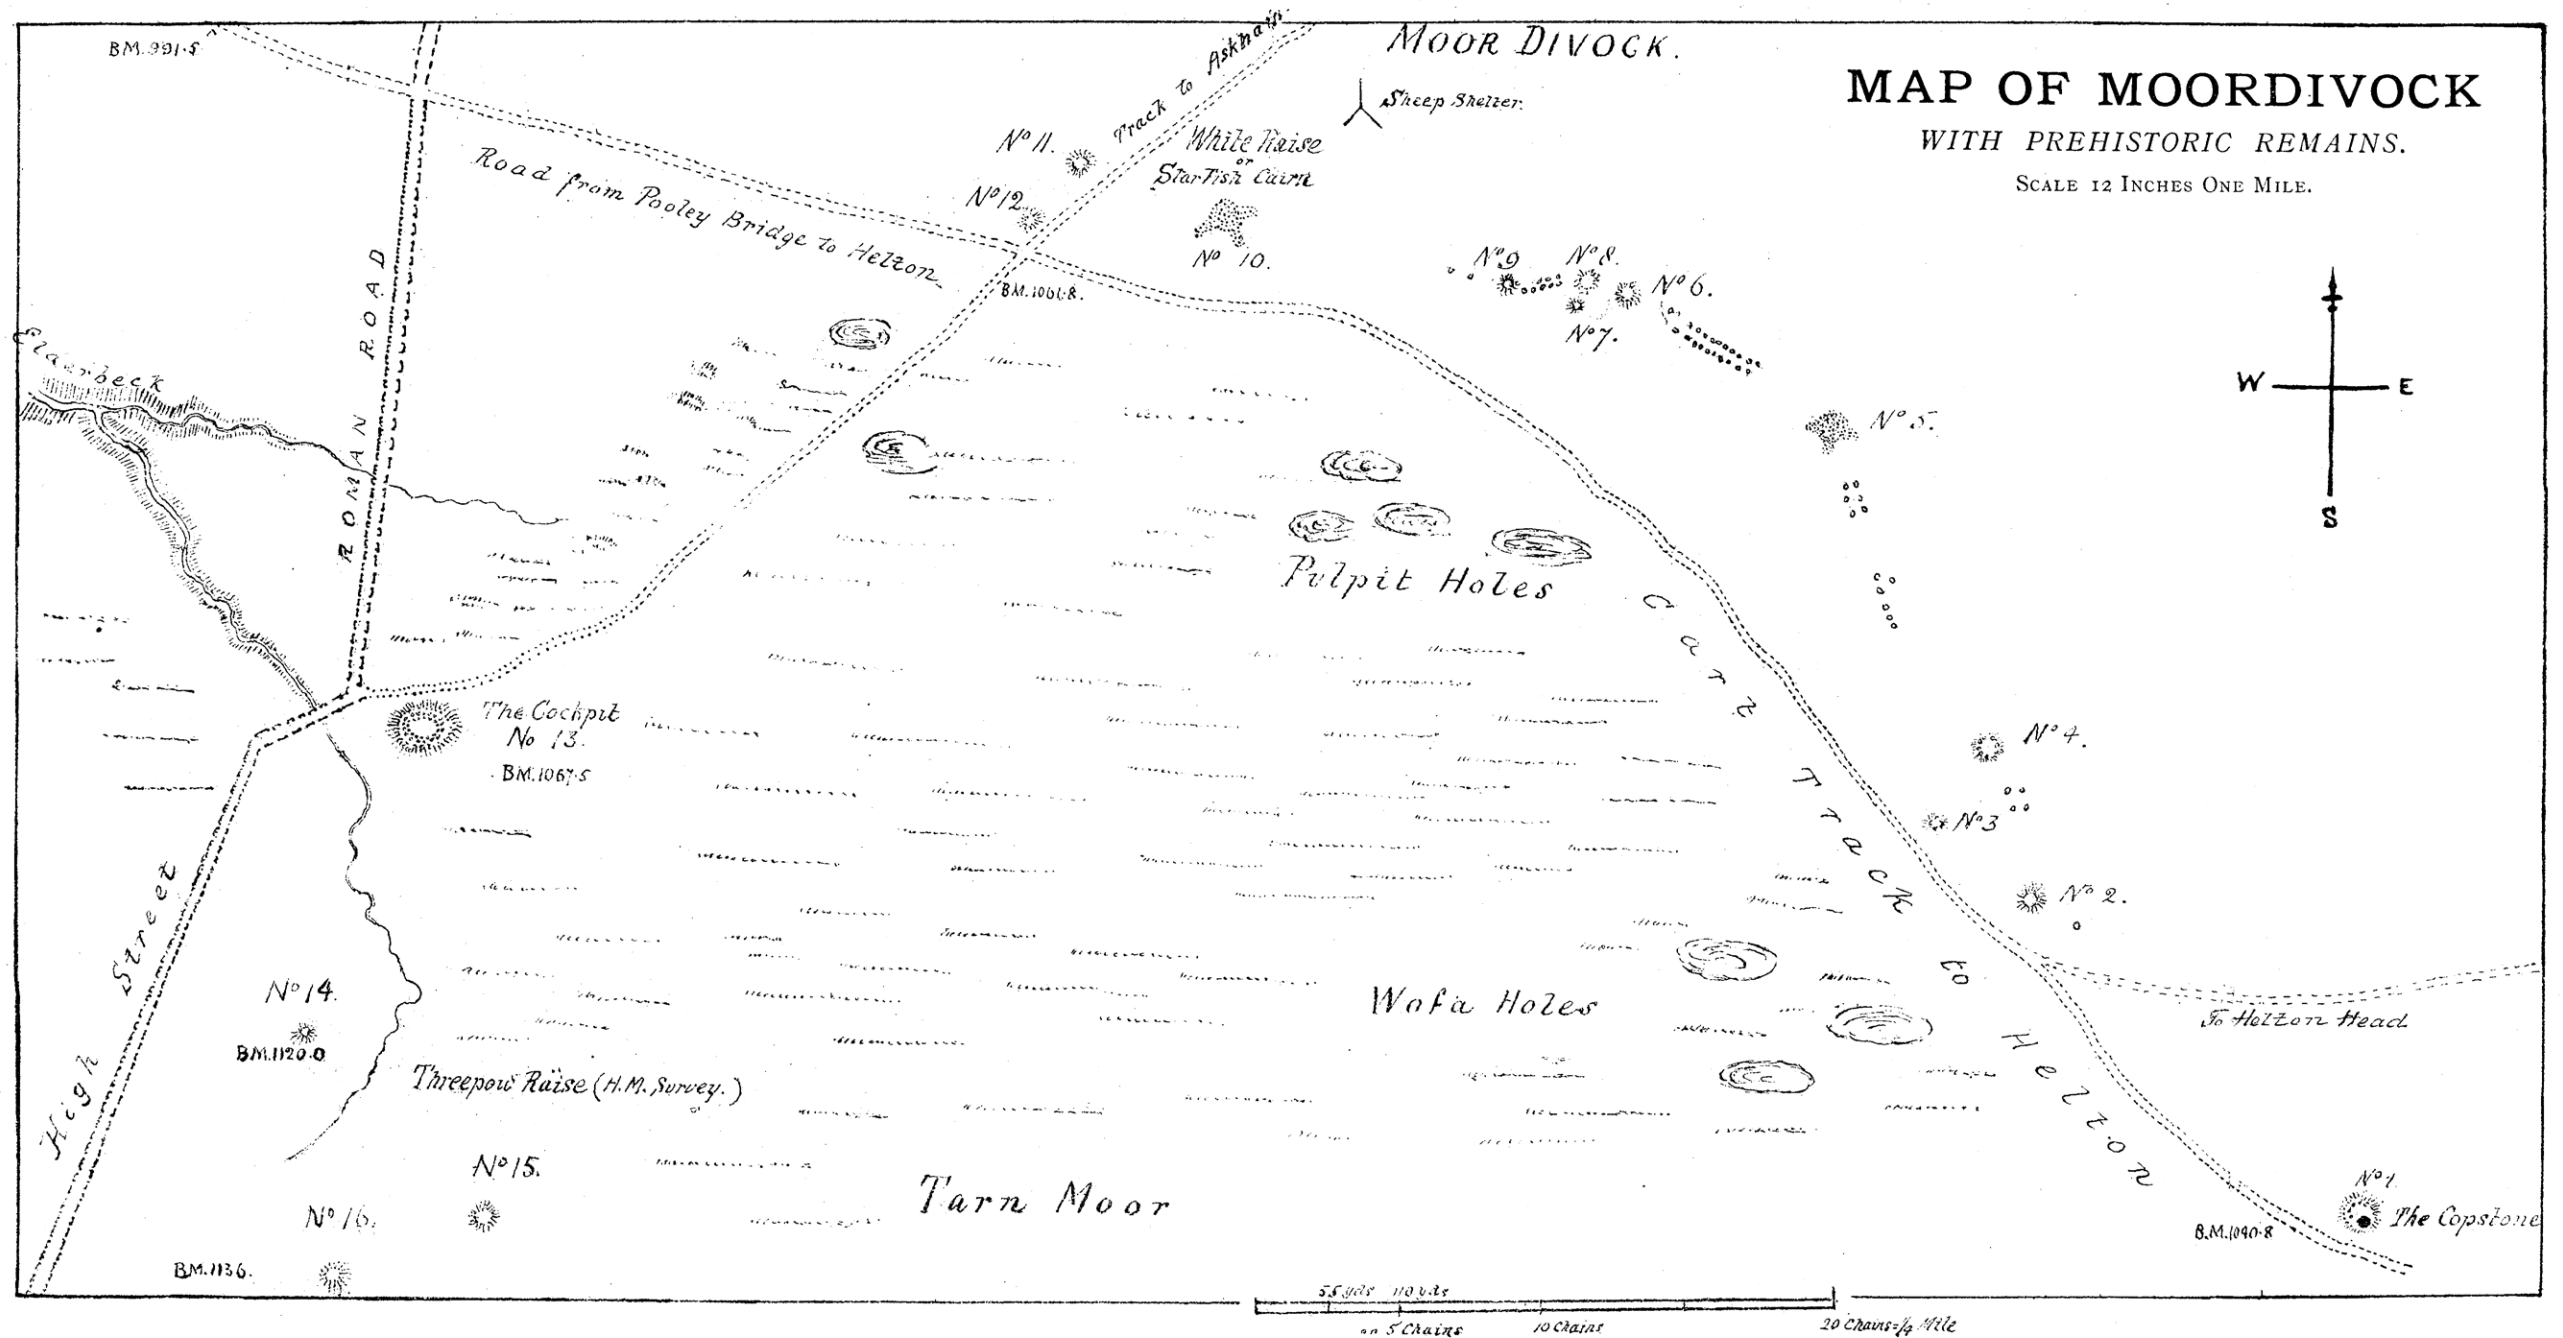 MAP OF MOORDIVOCK
WITH PREHISTORIC REMAINS.
SCALE 12 INCHES ONE MILE.
MOOR DIVOCK.
BM.991.5
Track to Askham
Sheep Shelter.
No 11.
White Raise
or
StarFish Cairn
No 12
No 10.
Road from Pooley Bridge to Helton
BM.1061.8.
No 9
No 8.
No 6.
No 7.
W
E
S
No 5.
ROMAN ROAD
Elderbeck
Pulpit Holes
Cart Track to Helton
The Cockpit
No 13.
BM.1067.5
No 4.
No 3
No 2.
High Street
No 14.
BM.1120.0
Wofa Holes
To Helton Head
Threepow Raise (H.M. Survey.)
No 15.
No 16.
Tarn Moor
No 1.
The Copstone
B.M.1090.8
BM.1136.
55 yds 110 yds
5 Chains
10 Chains
20 Chains=1/4 Mile